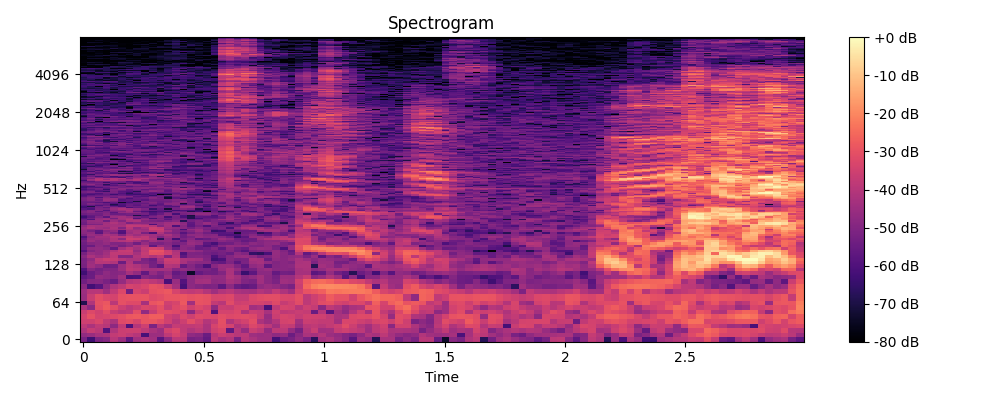 Spectrogram
4096
2048
1024
512
256
128
64
0
Hz
0
0.5
1
1.5
2
2.5
Time
+0 dB
-10 dB
-20 dB
-30 dB
-40 dB
-50 dB
-60 dB
-70 dB
-80 dB